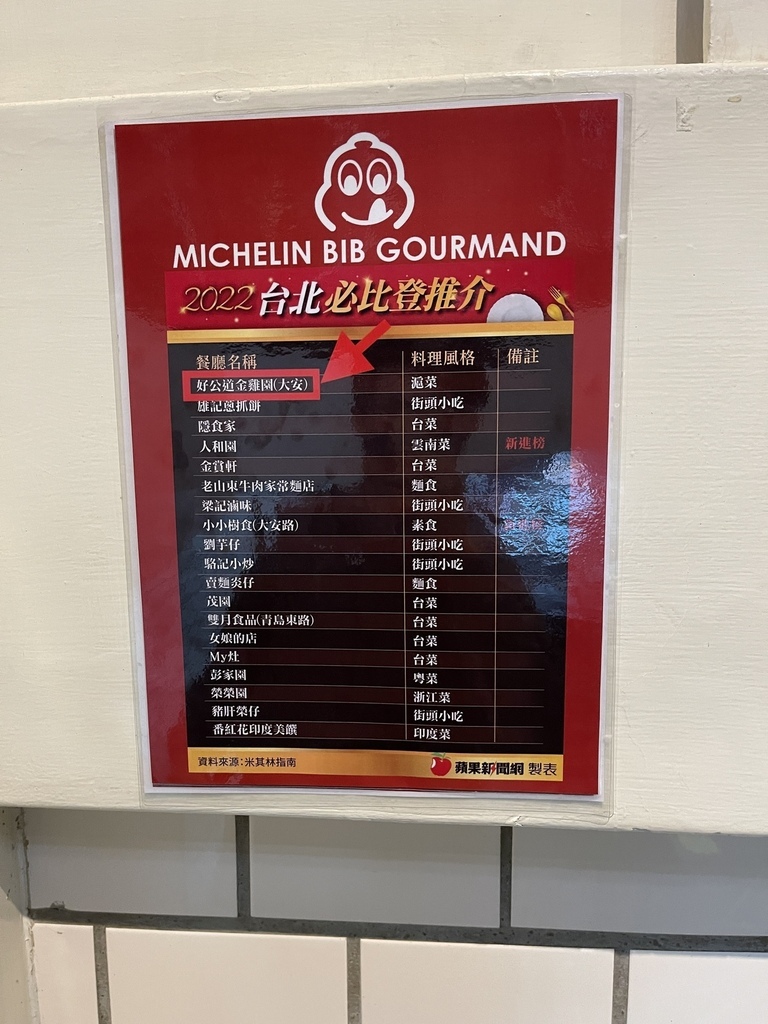 MICHELIN BIB GOURMAND
2022 台北必比登推介
餐廳名稱 料理風格 備註
好公道金雞園(大安) 滬菜
雄記蔥抓餅 街頭小吃
隱食家 台菜
人和園 雲南菜 新進榜
金賞軒 台菜
老山東牛肉家常麵店 麵食
梁記滷味 街頭小吃
小小樹食(大安路) 素食 新進榜
劉芋仔 街頭小吃
駱記小炒 街頭小吃
賣麵炎仔 麵食
茂園 台菜
雙月食品(青島東路) 台菜
女娘的店 台菜
My灶 台菜
彭家園 粵菜
榮榮園 浙江菜
豬肝榮仔 街頭小吃
番紅花印度美饌 印度菜
資料來源:米其林指南 蘋果新聞網 製表